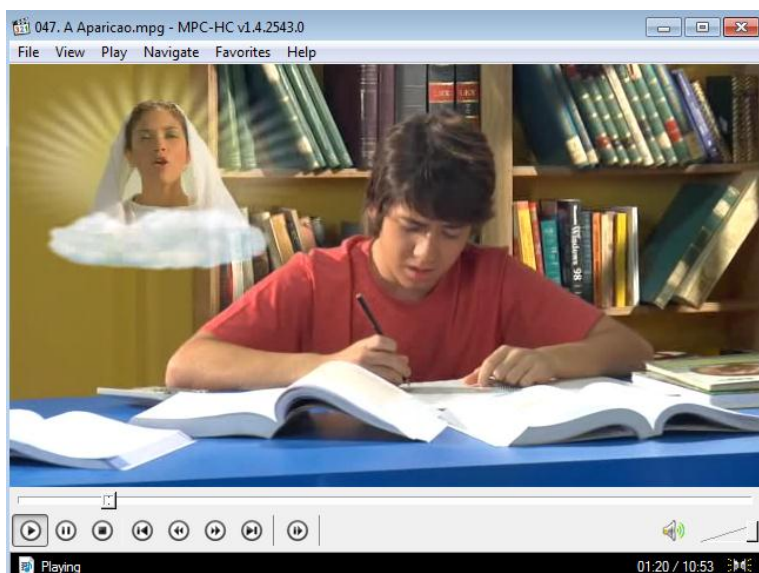 047. A Aparicao.mpg - MPC-HC v1.4.2543.0
File View Play Navigate Favorites Help
Windows 98
Playing
01:20 / 10:53